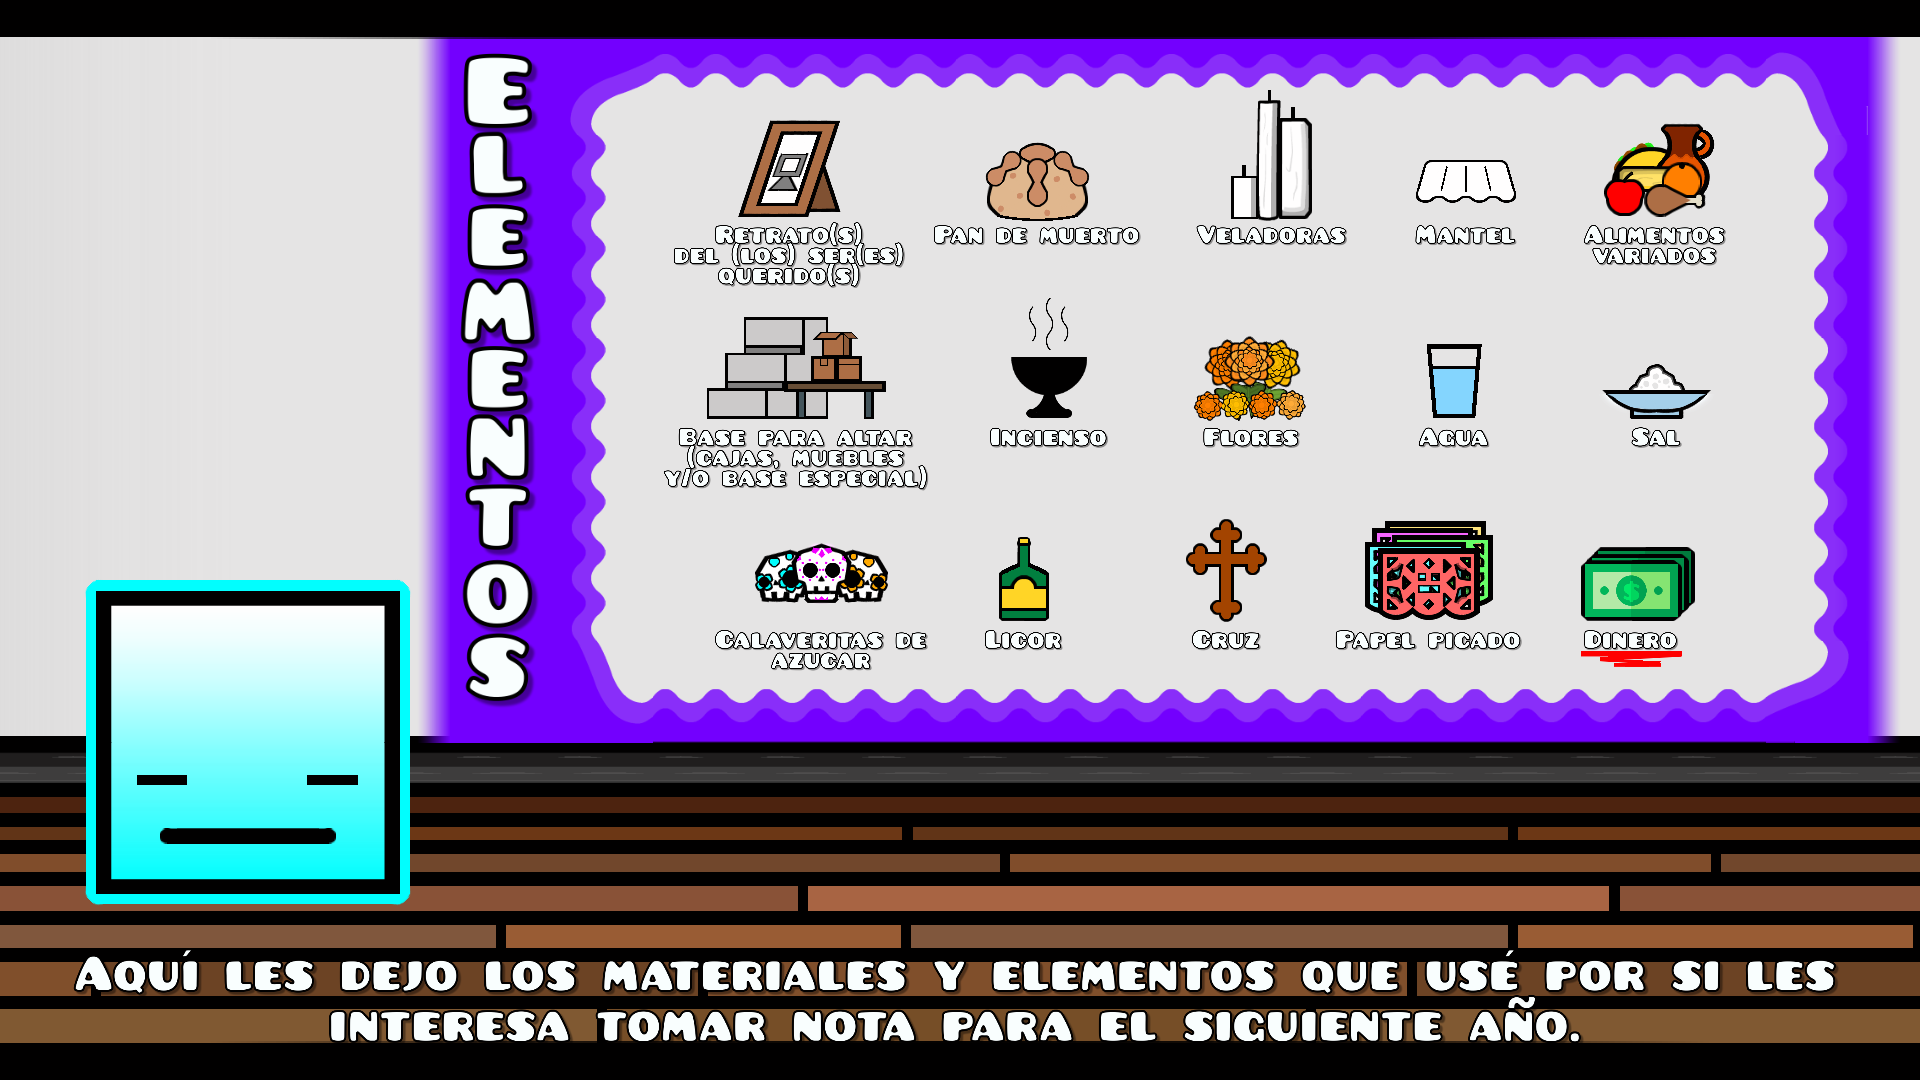 ELEMENTOS
RETRATO(S)
DEL (LOS) SER(ES)
QUERIDO(S)
PAN DE MUERTO
VELADORAS
MANTEL
ALIMENTOS
VARIADOS
BASE PARA ALTAR
(CAJAS, MUEBLES
Y/O BASE ESPECIAL)
INCIENSO
FLORES
AGUA
SAL
CALAVERITAS DE
AZUCAR
LICOR
CRUZ
PAPEL PICADO
DINERO
AQUÍ LES DEJO LOS MATERIALES Y ELEMENTOS QUE USÉ POR SI LES
INTERESA TOMAR NOTA PARA EL SIGUIENTE AÑO.